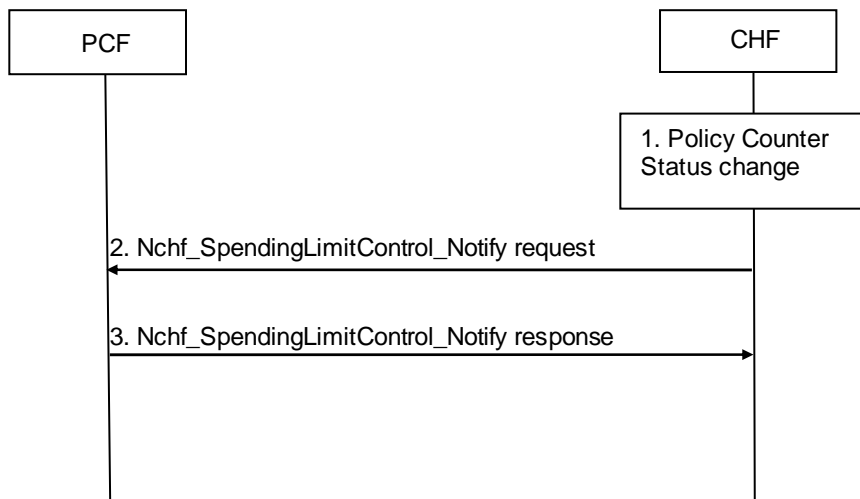 PCF
CHF
1. Policy Counter
Status change
2. Nchf_SpendingLimitControl_Notify request
3. Nchf_SpendingLimitControl_Notify response